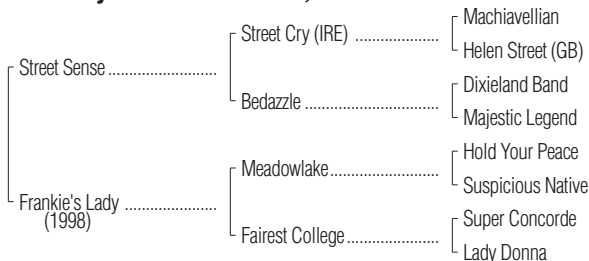 Machiavellian
Street Cry (IRE) ....................
Helen Street (GB)
Street Sense ..........................
Dixieland Band
Bedazzle ................................
Majestic Legend
Hold Your Peace
Meadowlake..........................
Suspicious Native
Frankie's Lady ......................
(1998)
Super Concorde
Fairest College......................
Lady Donna